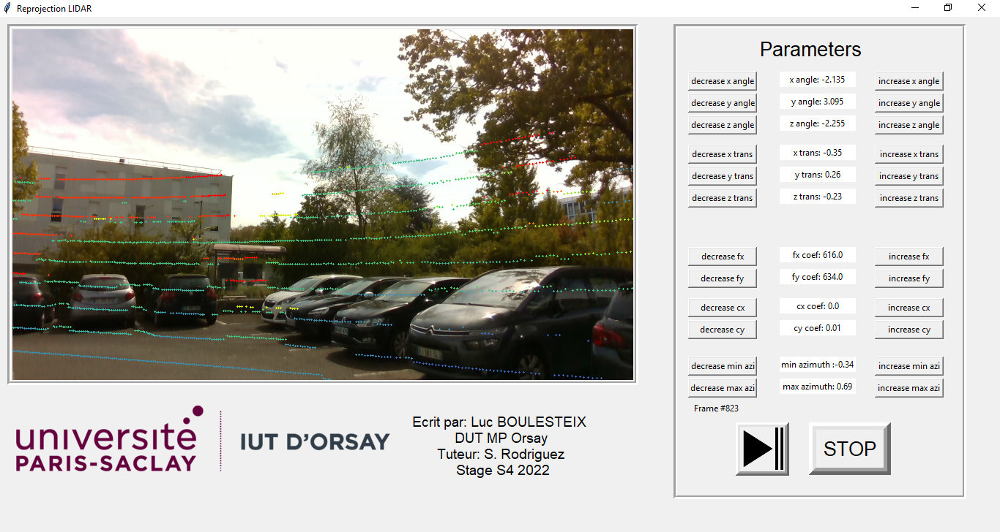 Reprojection LIDAR
Parameters
decrease x angle x angle: -2.135 increase x angle
decrease y angle y angle: 3.095 increase y angle
decrease z angle z angle: -2.255 increase z angle
decrease x trans x trans: -0.35 increase x trans
decrease y trans y trans: 0.26 increase y trans
decrease z trans z trans: -0.23 increase z trans
decrease fx fx coef: 616.0 increase fx
decrease fy fy coef: 634.0 increase fy
decrease cx cx coef: 0.0 increase cx
decrease cy cy coef: 0.01 increase cy
decrease min azi min azimuth :-0.34 increase min azi
decrease max azi max azimuth: 0.69 increase max azi
Frame #823
STOP
université
PARIS-SACLAY
IUT D'ORSAY
Ecrit par: Luc BOULESTEIX
DUT MP Orsay
Tuteur: S. Rodriguez
Stage S4 2022